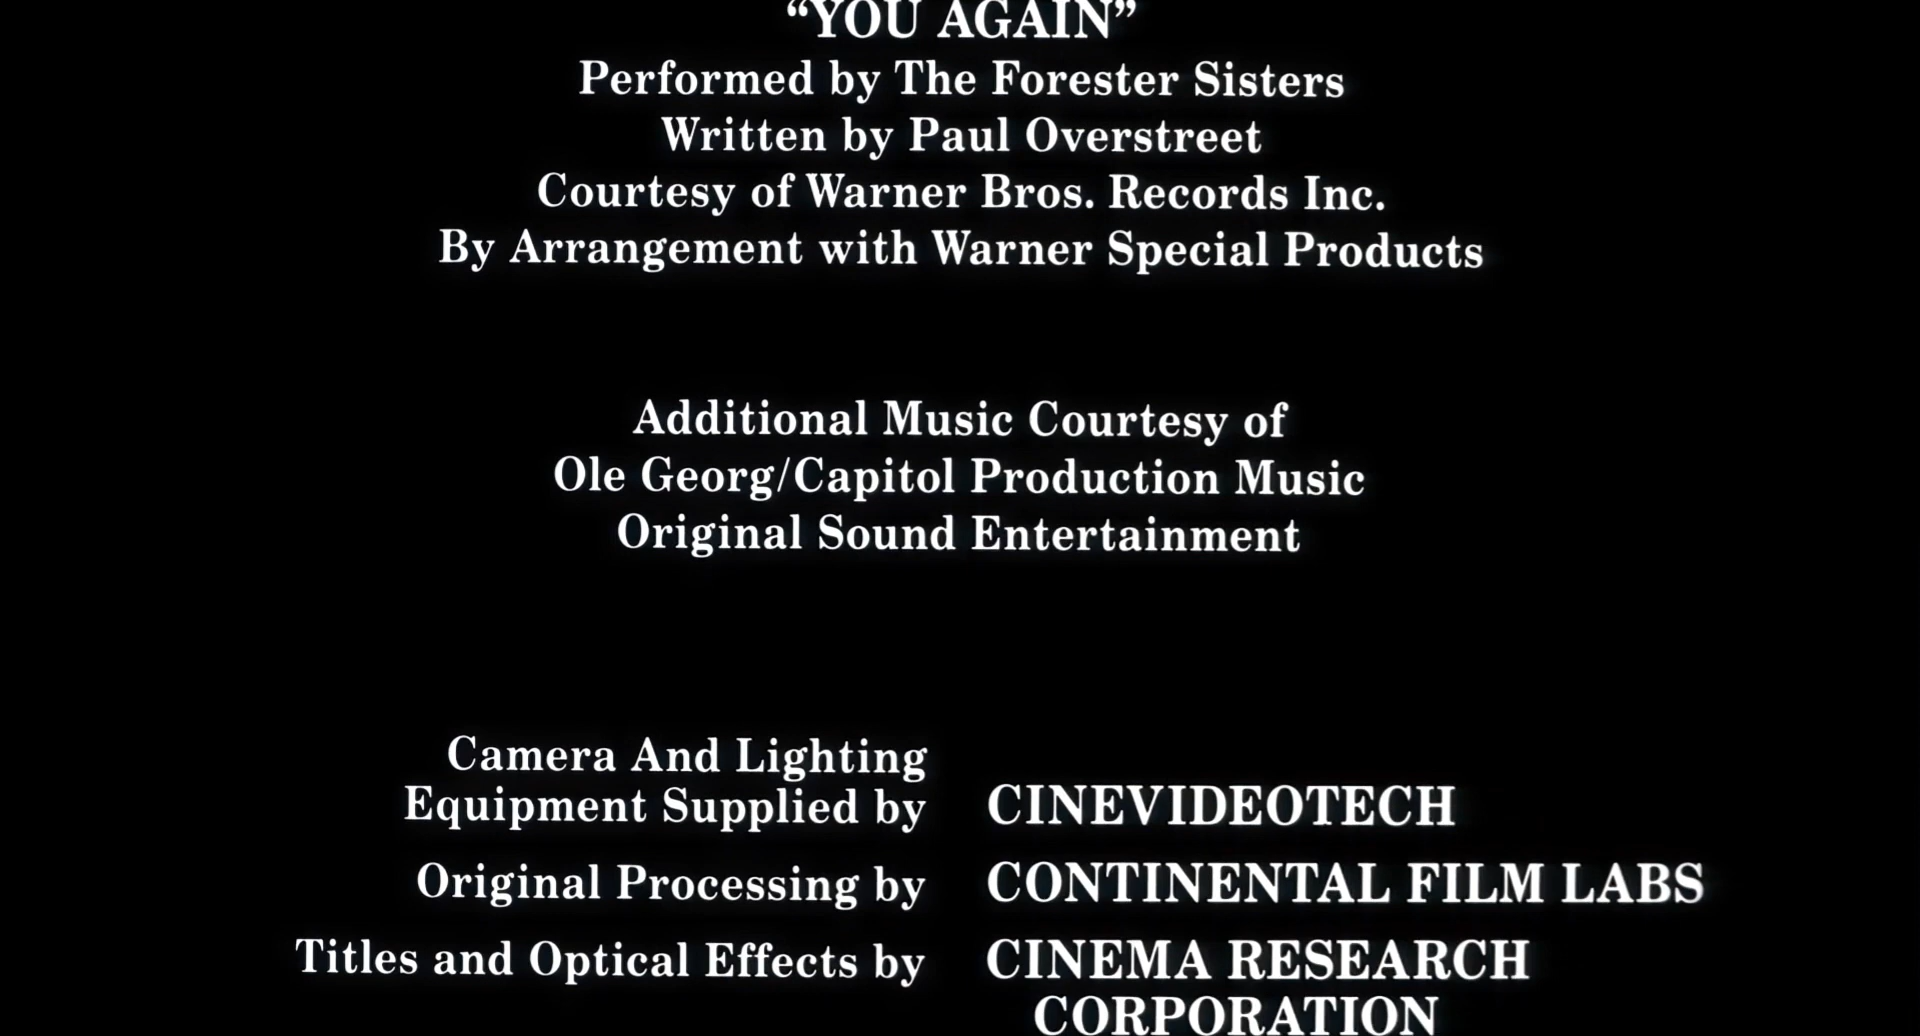 “YOU AGAIN”
Performed by The Forester Sisters
Written by Paul Overstreet
Courtesy of Warner Bros. Records Inc.
By Arrangement with Warner Special Products
Additional Music Courtesy of
Ole Georg/Capitol Production Music
Original Sound Entertainment
Camera And Lighting
Equipment Supplied by CINEVIDEOTECH
Original Processing by CONTINENTAL FILM LABS
Titles and Optical Effects by CINEMA RESEARCH
CORPORATION